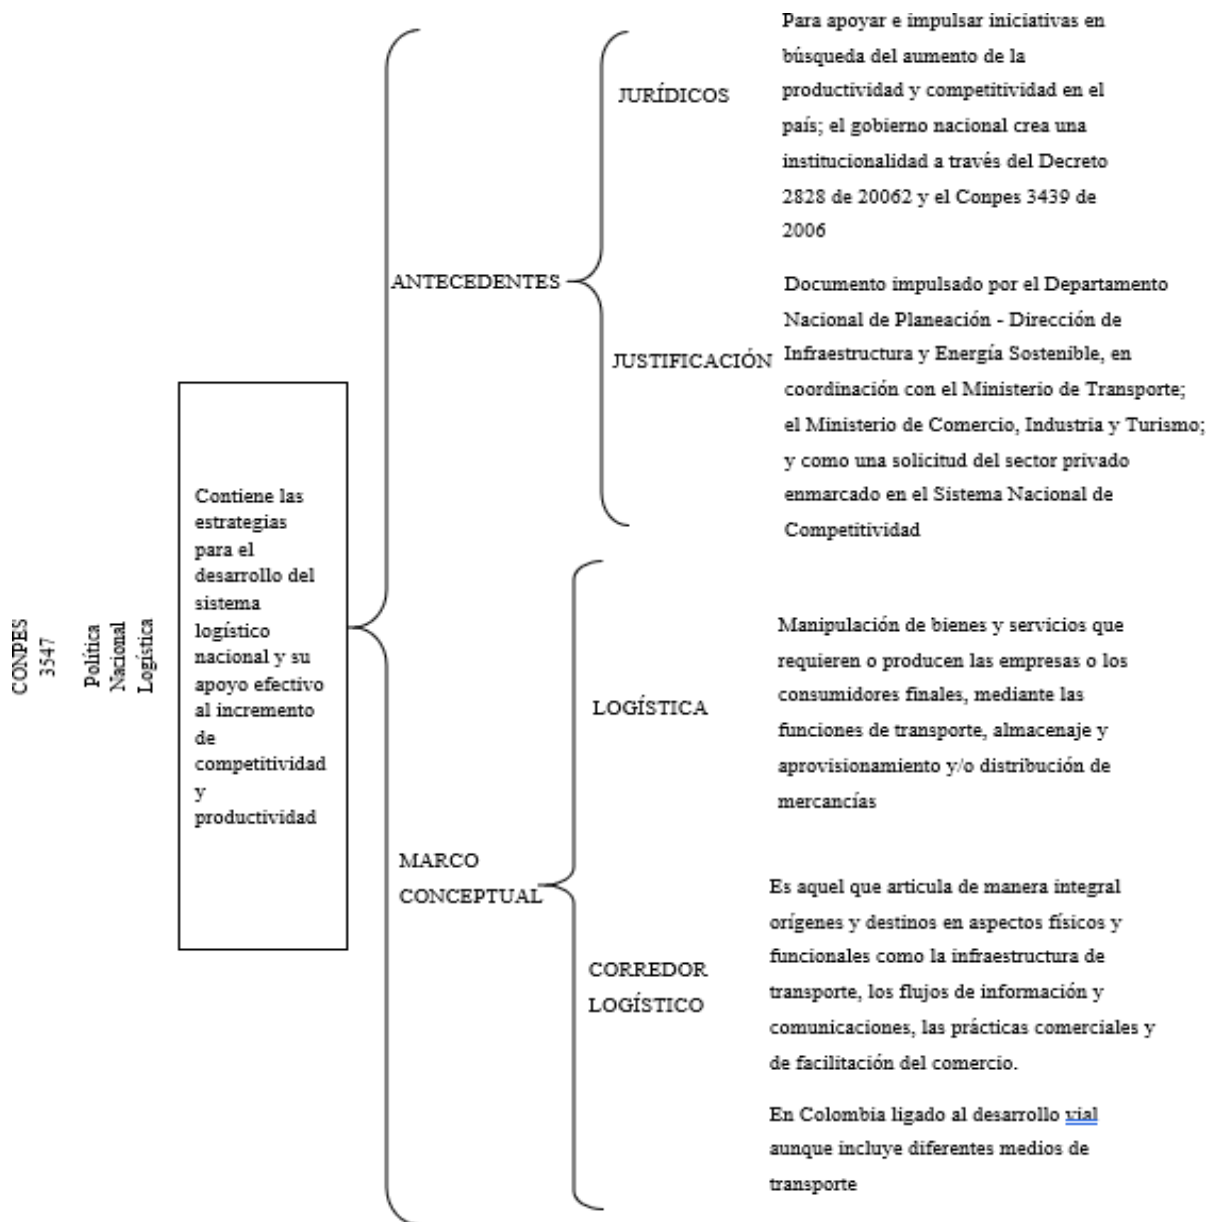 CONPES
3547
Política
Nacional
Logística
Contiene las
estrategias
para el
desarrollo del
sistema
logístico
nacional y su
apoyo efectivo
al incremento
de
competitividad
y
productividad
ANTECEDENTES
JURÍDICOS
Para apoyar e impulsar iniciativas en
búsqueda del aumento de la
productividad y competitividad en el
país; el gobierno nacional crea una
institucionalidad a través del Decreto
2828 de 20062 y el Conpes 3439 de
2006
JUSTIFICACIÓN
Documento impulsado por el Departamento
Nacional de Planeación - Dirección de
Infraestructura y Energía Sostenible, en
coordinación con el Ministerio de Transporte;
el Ministerio de Comercio, Industria y Turismo;
y como una solicitud del sector privado
enmarcado en el Sistema Nacional de
Competitividad
MARCO
CONCEPTUAL
LOGÍSTICA
Manipulación de bienes y servicios que
requieren o producen las empresas o los
consumidores finales, mediante las
funciones de transporte, almacenaje y
aprovisionamiento y/o distribución de
mercancías
CORREDOR
LOGÍSTICO
Es aquel que articula de manera integral
orígenes y destinos en aspectos físicos y
funcionales como la infraestructura de
transporte, los flujos de información y
comunicaciones, las prácticas comerciales y
de facilitación del comercio.
En Colombia ligado al desarrollo vial
aunque incluye diferentes medios de
transporte